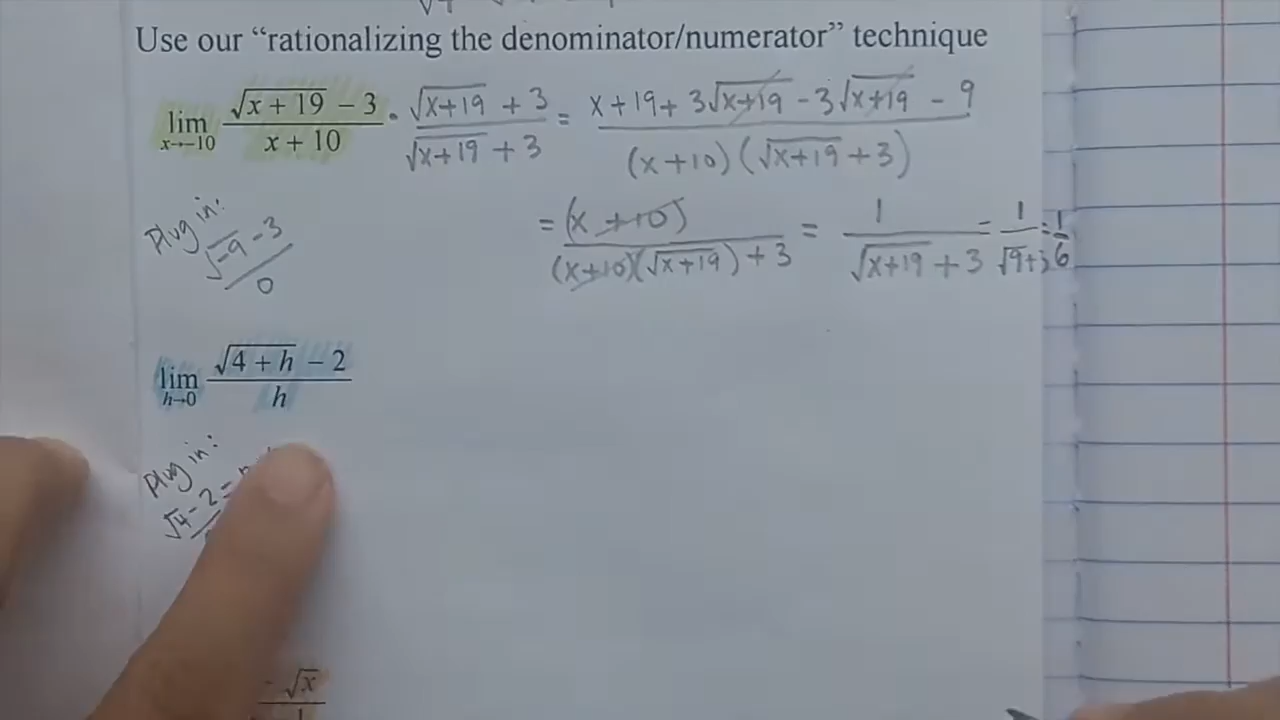 Use our “rationalizing the denominator/numerator” technique
lim x→-10 (√(x + 19) - 3)/(x + 10) · (√(x+19) + 3)/(√(x+19) + 3) = (x+19+3√(x+19) - 3√(x+19) - 9)/((x+10)(√(x+19)+3))
Plug in:
(√-9 - 3)/0
= (x+10)/((x+10)(√(x+19)) + 3) = 1/(√(x+19) + 3) = 1/(√9+3) = 1/6
lim h→0 (√(4 + h) - 2)/h
Plug in:
√4 - 2 =
- √x